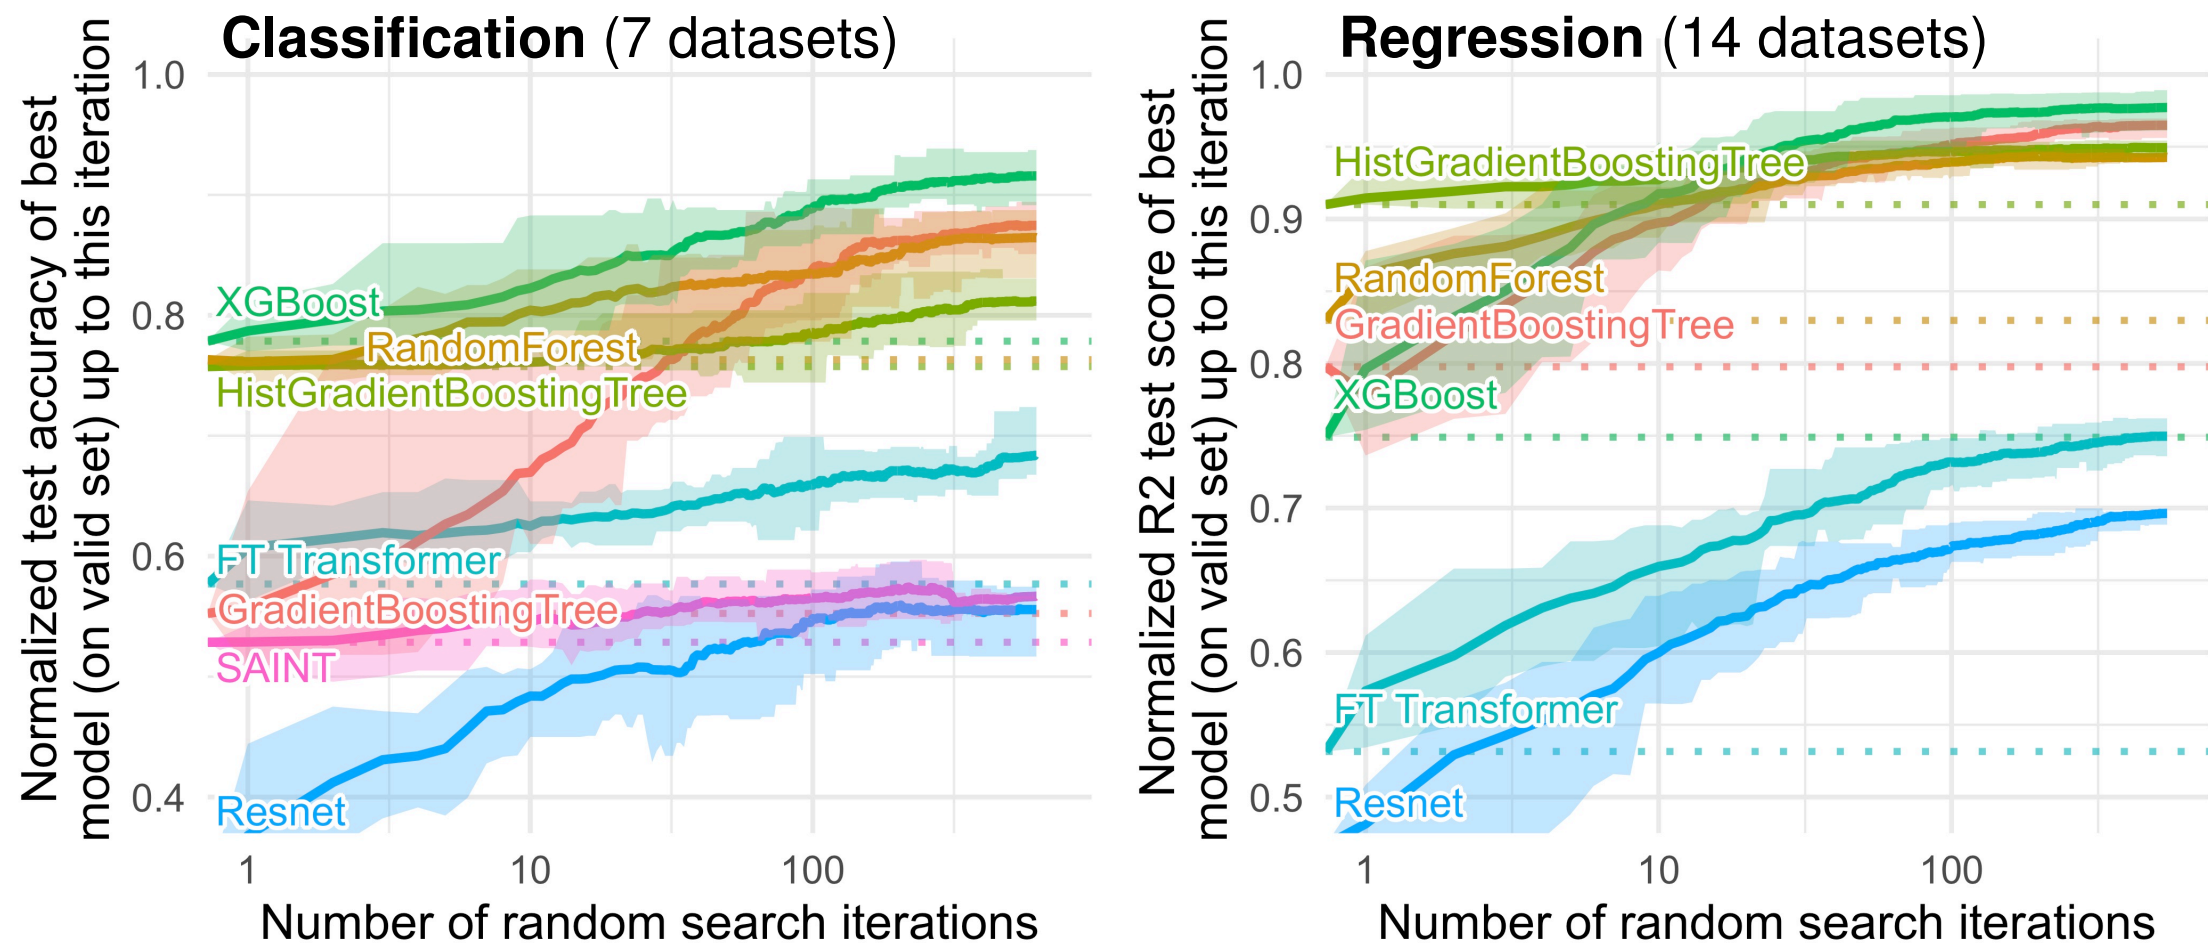 Classification (7 datasets)
Normalized test accuracy of best
model (on valid set) up to this iteration
1.0
0.8
0.6
0.4
XGBoost
RandomForest
HistGradientBoostingTree
FT Transformer
GradientBoostingTree
SAINT
Resnet
1
10
100
Number of random search iterations
Regression (14 datasets)
Normalized R2 test score of best
model (on valid set) up to this iteration
1.0
0.9
0.8
0.7
0.6
0.5
HistGradientBoostingTree
RandomForest
GradientBoostingTree
XGBoost
FT Transformer
Resnet
1
10
100
Number of random search iterations